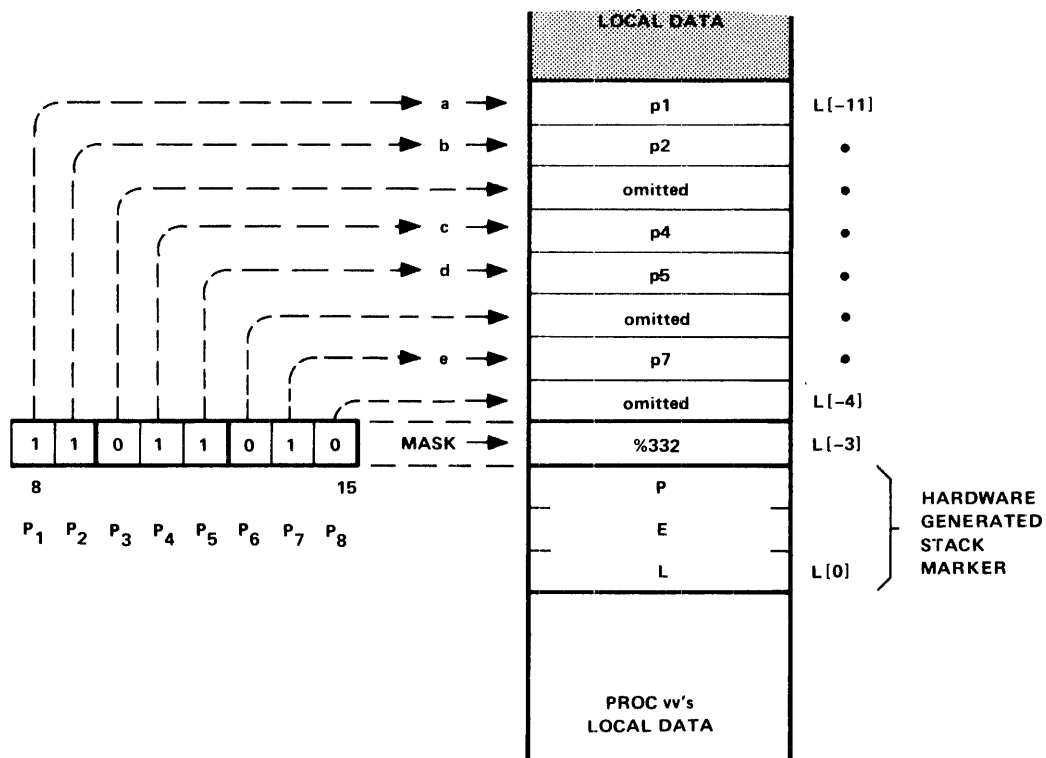 LOCAL DATA
a p1 L[-11]
b p2 •
omitted •
c p4 •
d p5 •
omitted •
e p7 •
omitted L[-4]
1 1 0 1 1 0 1 0 MASK %332 L[-3]
8 15
P1 P2 P3 P4 P5 P6 P7 P8
P
E
L L[0]
HARDWARE
GENERATED
STACK
MARKER
PROC vv's
LOCAL DATA